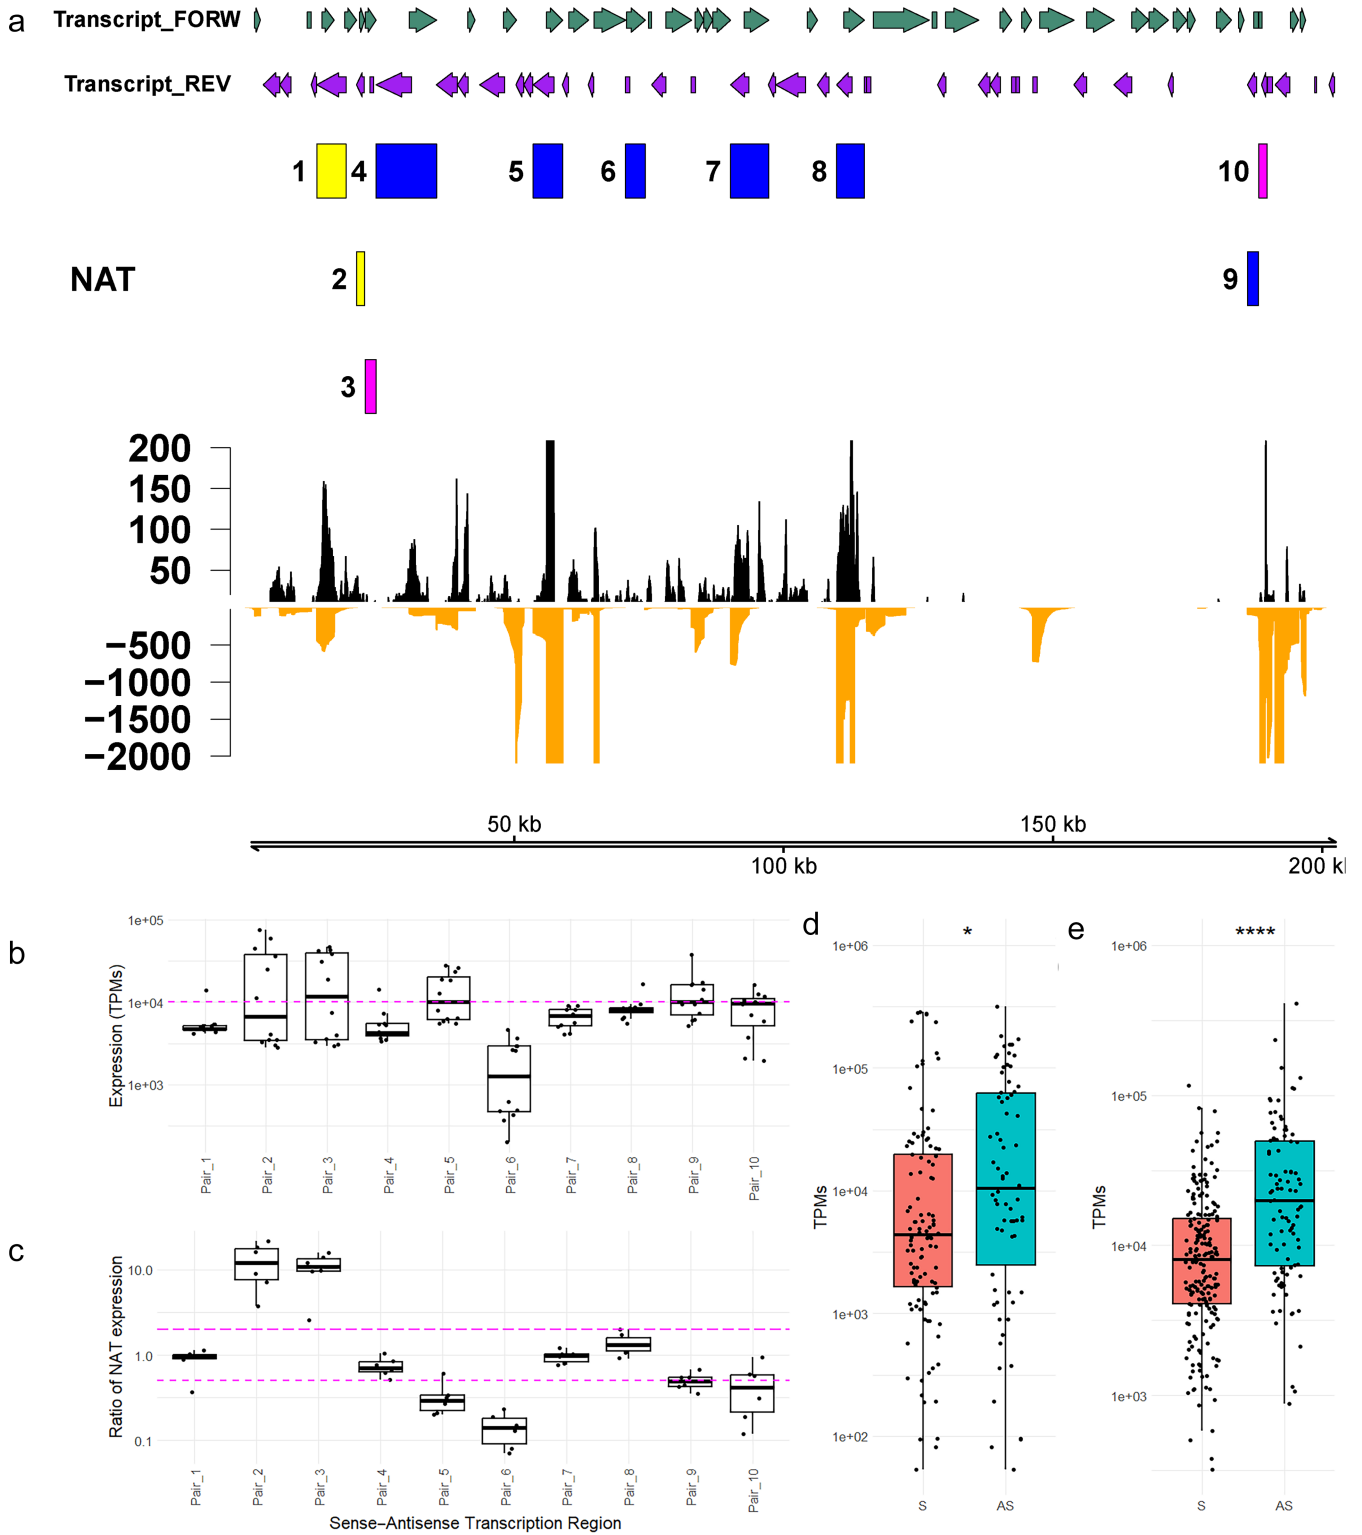 a
Transcript_FORW
Transcript_REV
1
4
5
6
7
8
10
NAT
2
9
3
200
150
100
50
−500
−1000
−1500
−2000
50 kb
150 kb
100 kb
200 k
b
Expression (TPMs)
1e+05
1e+04
1e+03
Pair_1
Pair_2
Pair_3
Pair_4
Pair_5
Pair_6
Pair_7
Pair_8
Pair_9
Pair_10
c
Ratio of NAT expression
10.0
1.0
0.1
Pair_1
Pair_2
Pair_3
Pair_4
Pair_5
Pair_6
Pair_7
Pair_8
Pair_9
Pair_10
Sense−Antisense Transcription Region
d
*
TPMs
1e+06
1e+05
1e+04
1e+03
1e+02
S
AS
e
****
TPMs
1e+06
1e+05
1e+04
1e+03
S
AS